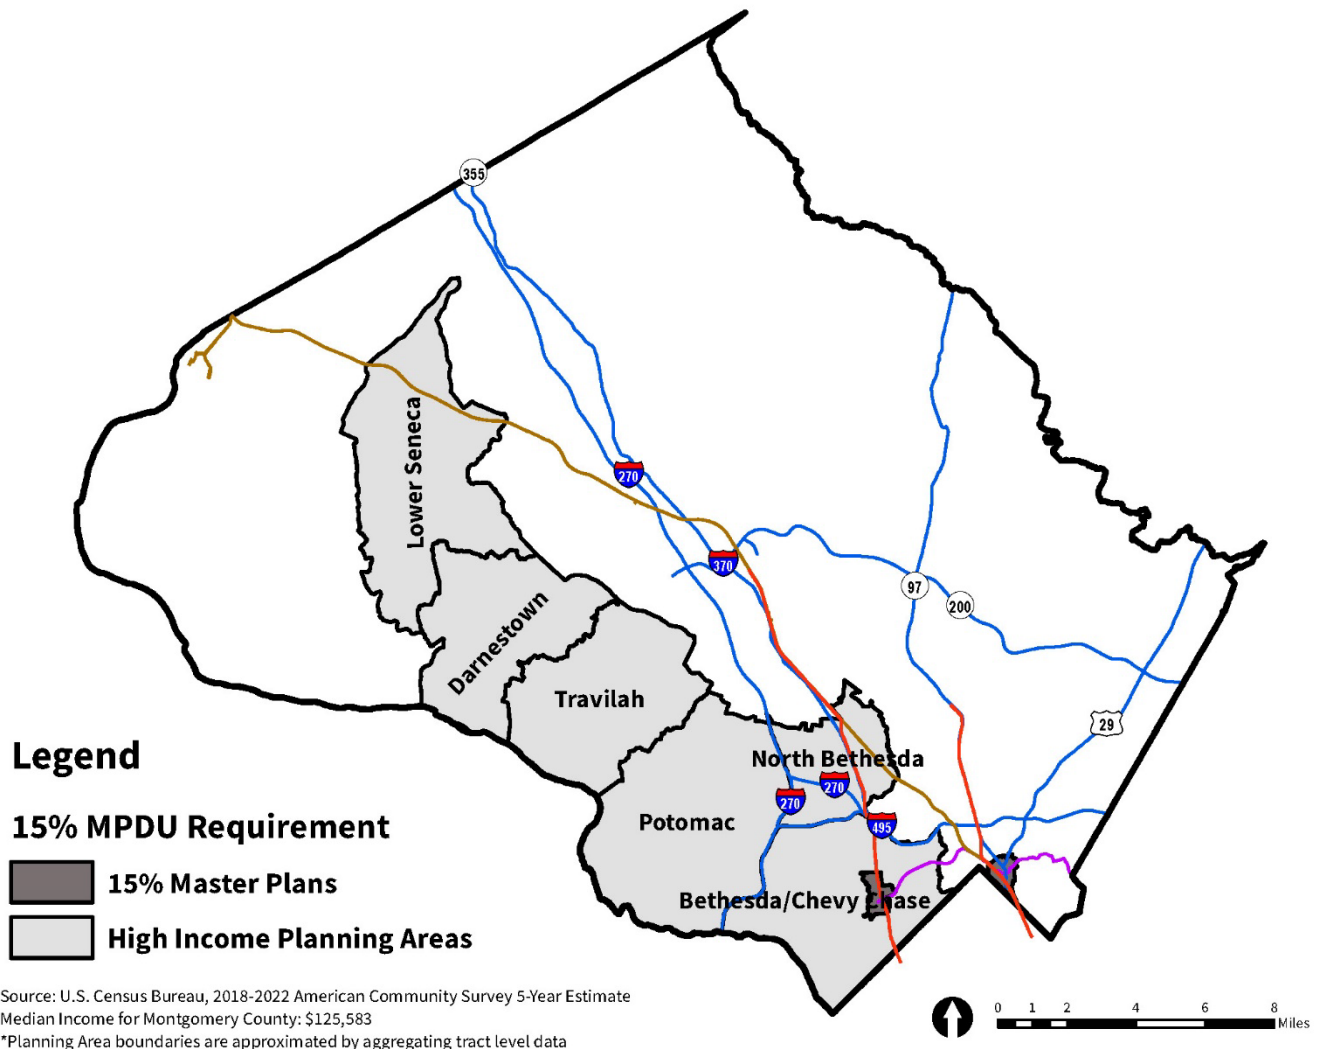 355
270
370
97
200
29
Lower Seneca
Darnestown
Travilah
North Bethesda
270
270
Potomac
495
Bethesda/Chevy Chase
Legend
15% MPDU Requirement
15% Master Plans
High Income Planning Areas
Source: U.S. Census Bureau, 2018-2022 American Community Survey 5-Year Estimate
Median Income for Montgomery County: $125,583
*Planning Area boundaries are approximated by aggregating tract level data
0 1 2 4 6 8
Miles